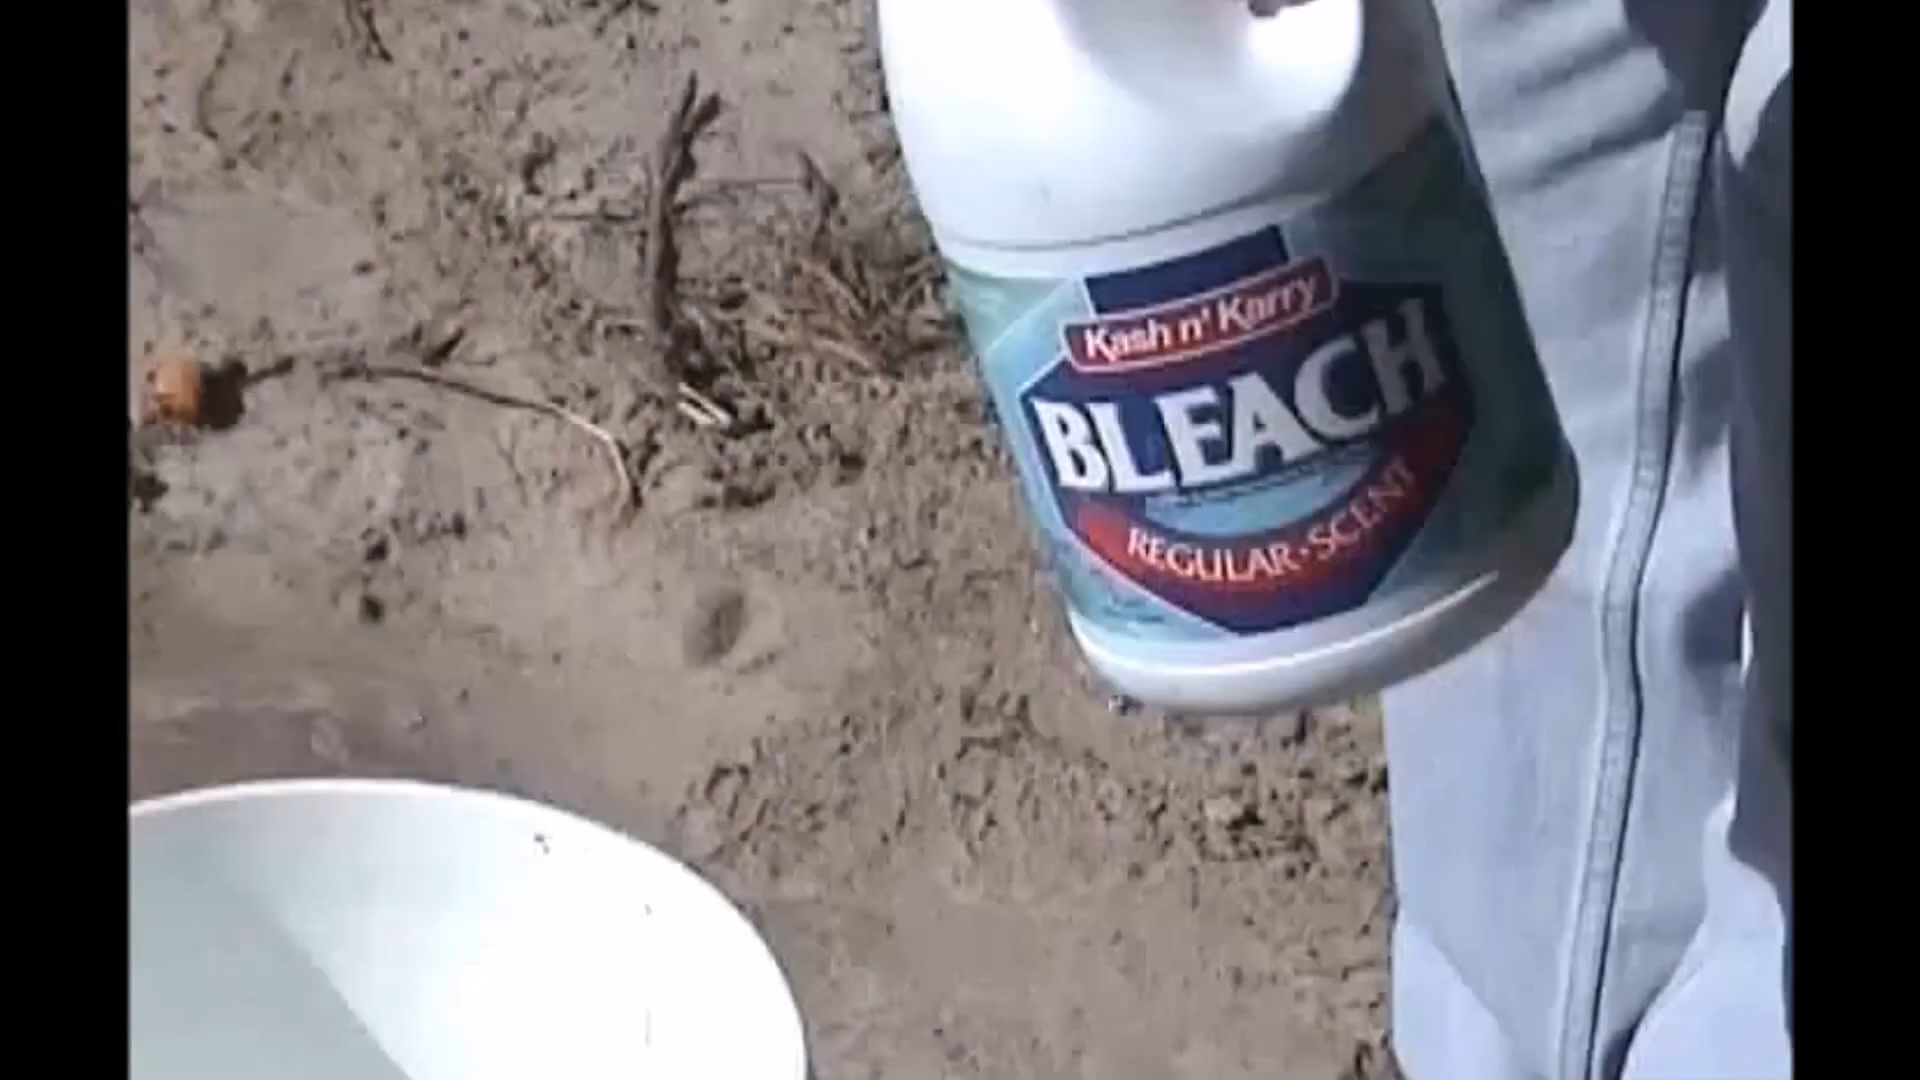 Kash n' Karry
BLEACH
REGULAR • SCENT